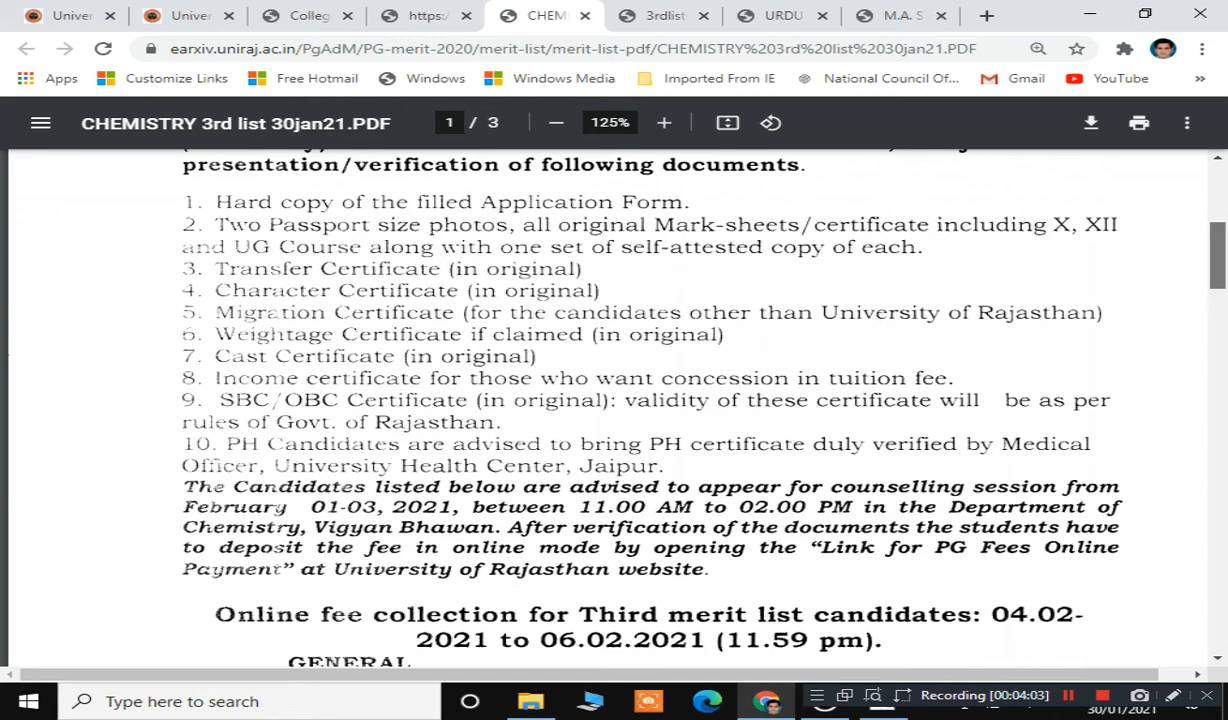 Univer
Univer
Colleg
https:
CHEMI
3rdlist
URDU
M.A. S
earxiv.uniraj.ac.in/PgAdM/PG-merit-2020/merit-list/merit-list-pdf/CHEMISTRY%203rd%20list%2030jan21.PDF
Apps
Customize Links
Free Hotmail
Windows
Windows Media
Imported From IE
National Council Of...
Gmail
YouTube
»
CHEMISTRY 3rd list 30jan21.PDF
1 / 3
125%
presentation/verification of following documents.
1. Hard copy of the filled Application Form.
2. Two Passport size photos, all original Mark-sheets/certificate including X, XII
and UG Course along with one set of self-attested copy of each.
3. Transfer Certificate (in original)
4. Character Certificate (in original)
5. Migration Certificate (for the candidates other than University of Rajasthan)
6. Weightage Certificate if claimed (in original)
7. Cast Certificate (in original)
8. Income certificate for those who want concession in tuition fee.
9. SBC/OBC Certificate (in original): validity of these certificate will be as per
rules of Govt. of Rajasthan.
10. PH Candidates are advised to bring PH certificate duly verified by Medical
Officer, University Health Center, Jaipur.
The Candidates listed below are advised to appear for counselling session from
February 01-03, 2021, between 11.00 AM to 02.00 PM in the Department of
Chemistry, Vigyan Bhawan. After verification of the documents the students have
to deposit the fee in online mode by opening the “Link for PG Fees Online
Payment” at University of Rajasthan website.
Online fee collection for Third merit list candidates: 04.02-
2021 to 06.02.2021 (11.59 pm).
GENERAL
Type here to search
Recording [00:04:03]
30/01/2021